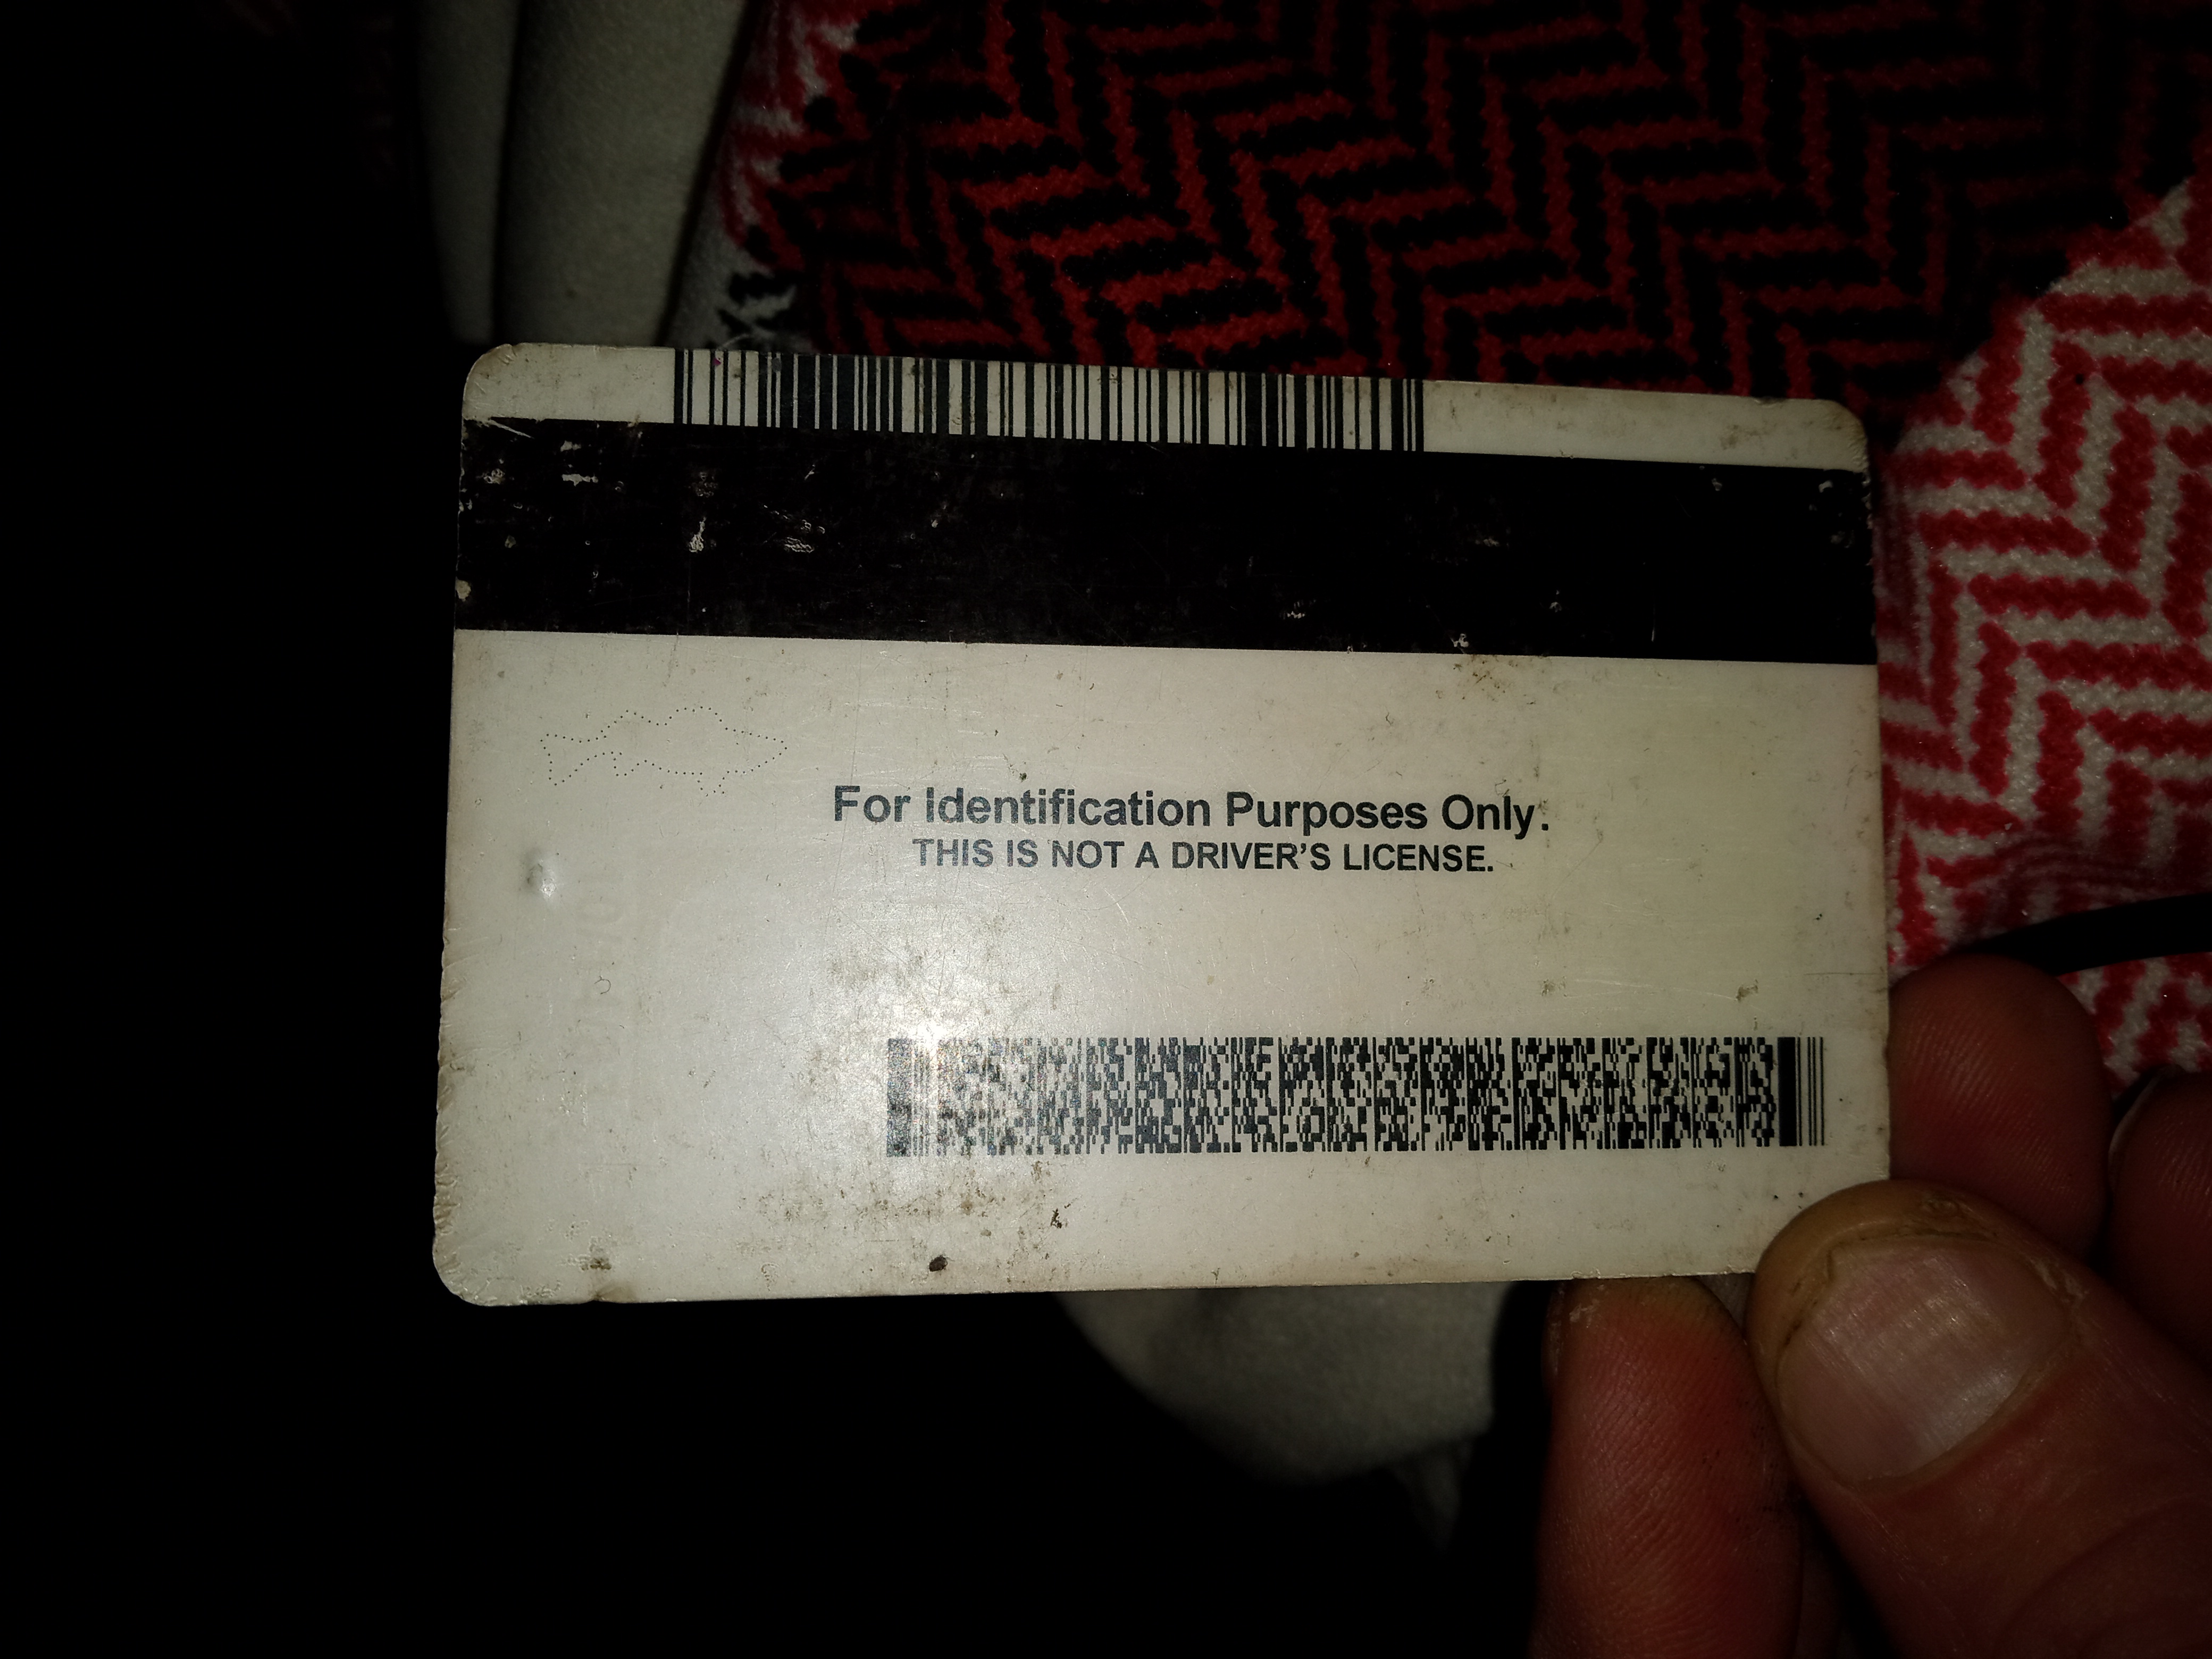 For Identification Purposes Only.
THIS IS NOT A DRIVER'S LICENSE.